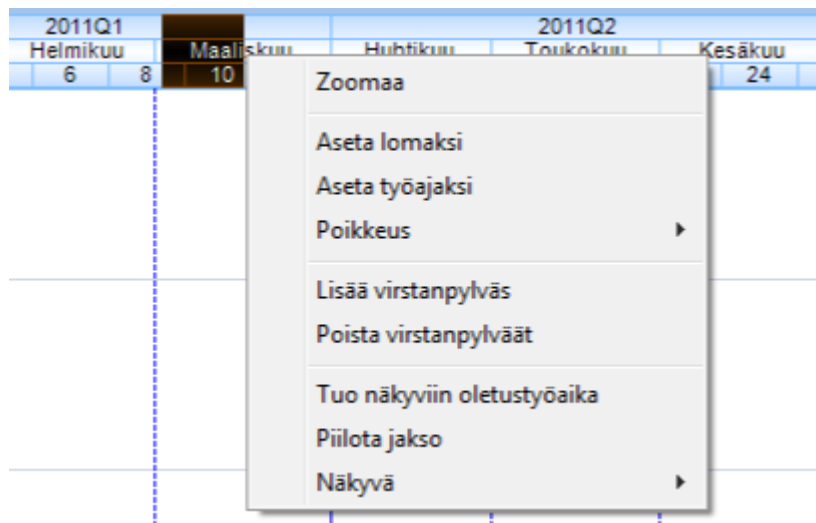 2011Q1 2011Q2
Helmikuu Maaliskuu Huhtikuu Toukokuu Kesäkuu
6 8 10 24
Zoomaa
Aseta lomaksi
Aseta työajaksi
Poikkeus
Lisää virstanpylväs
Poista virstanpylväät
Tuo näkyviin oletustyöaika
Piilota jakso
Näkyvä